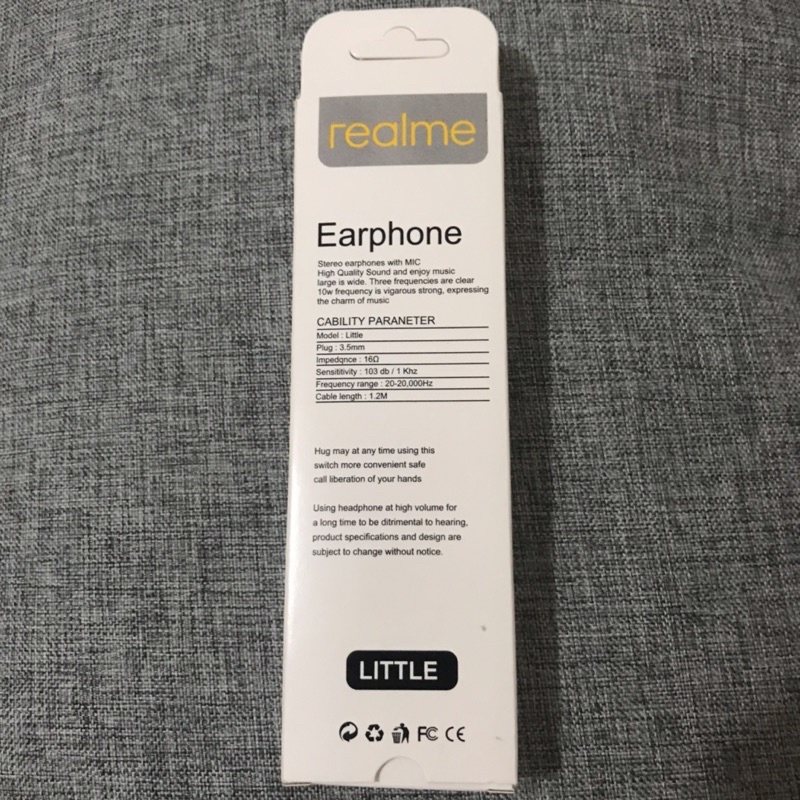 realme
Earphone
Stereo earphones with MIC
High Quality Sound and enjoy music
large is wide. Three frequencies are clear
10w frequency is vigarous strong, expressing
the charm of music
CABILITY PARANETER
Model : Little
Plug : 3.5mm
Impedqnce : 16Ω
Sensititivity : 103 db / 1 Khz
Frequency range : 20-20,000Hz
Cable length : 1.2M
Hug may at any time using this
switch more convenient safe
call liberation of your hands
Using headphone at high volume for
a long time to be ditrimental to hearing,
product specifications and design are
subject to change without notice.
LITTLE
FC CE